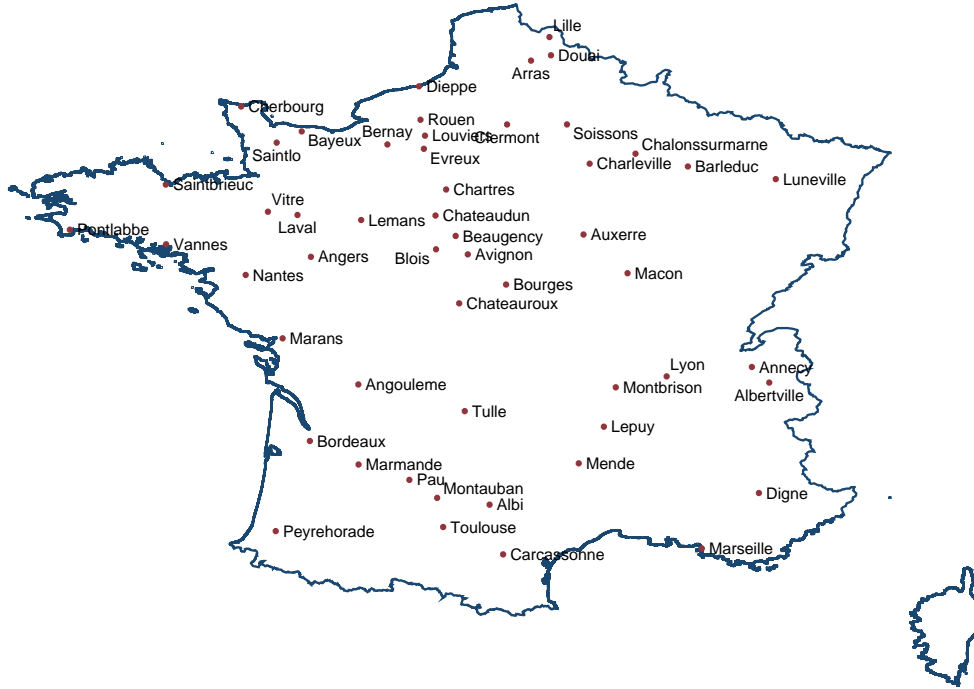 Lille
Douai
Arras
Dieppe
Cherbourg
Rouen
Bernay
Louviers
Clermont
Soissons
Bayeux
Saintlo
Evreux
Chalonssurmarne
Charleville
Barleduc
Luneville
Saintbrieuc
Chartres
Vitre
Laval
Lemans
Chateaudun
Pontlabbe
Vannes
Beaugency
Auxerre
Angers
Blois
Avignon
Nantes
Macon
Bourges
Chateauroux
Marans
Lyon
Annecy
Angouleme
Montbrison
Albertville
Tulle
Lepuy
Bordeaux
Marmande
Mende
Pau
Montauban
Albi
Digne
Peyrehorade
Toulouse
Carcassonne
Marseille